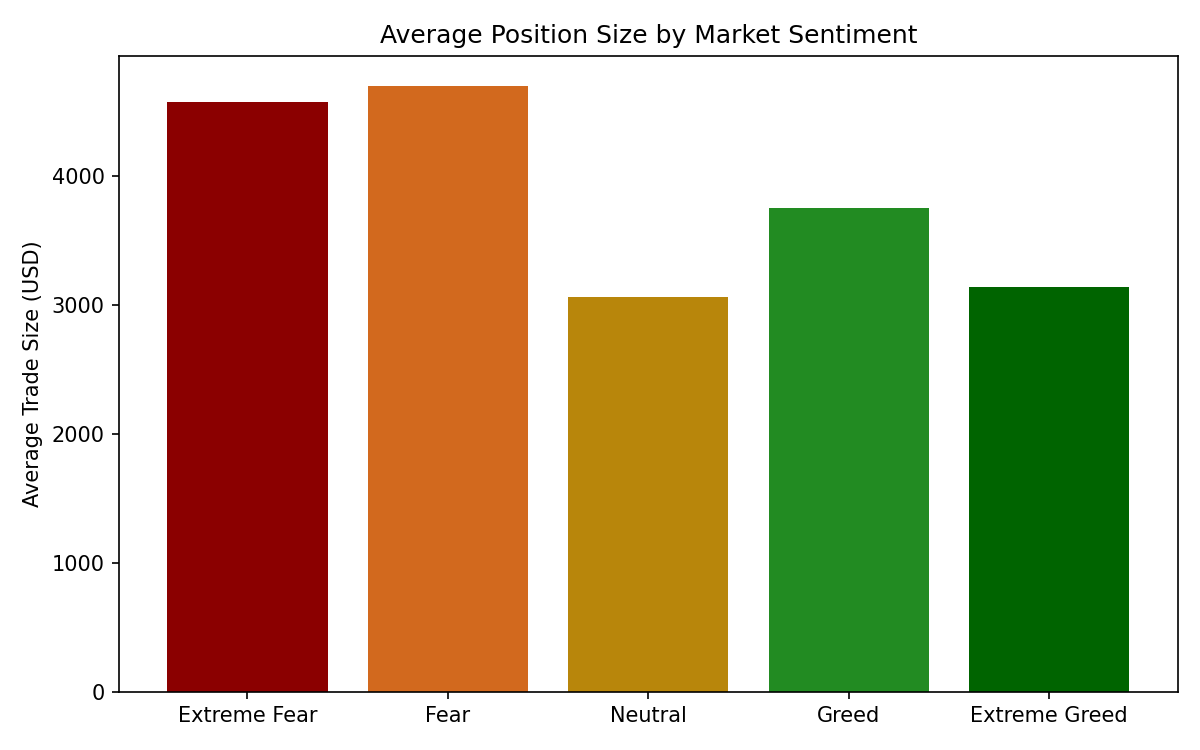 Average Position Size by Market Sentiment
Average Trade Size (USD)
4000
3000
2000
1000
0
Extreme Fear
Fear
Neutral
Greed
Extreme Greed